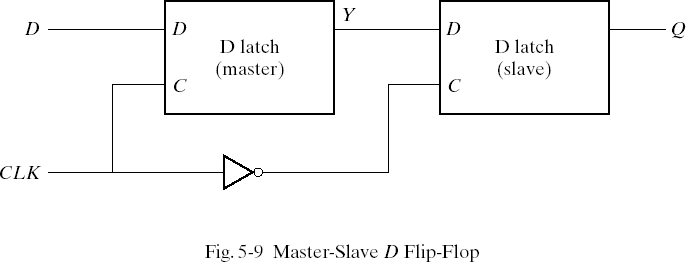 D
D
D latch
(master)
C
Y
D
D latch
(slave)
C
Q
CLK
Fig. 5-9 Master-Slave D Flip-Flop